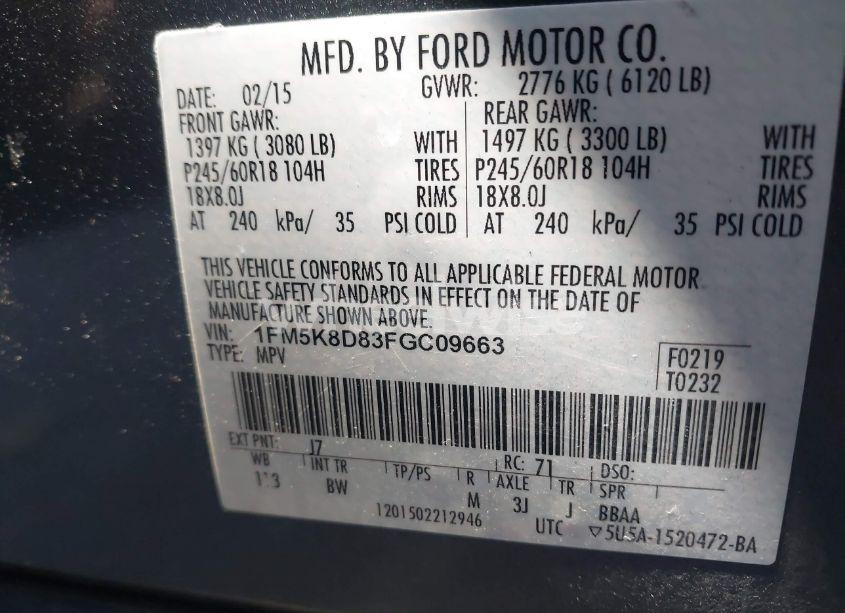 MFD. BY FORD MOTOR CO.
DATE: 02/15 GVWR: 2776 KG ( 6120 LB)
FRONT GAWR: REAR GAWR:
1397 KG ( 3080 LB) WITH 1497 KG ( 3300 LB) WITH
P245/60R18 104H TIRES P245/60R18 104H TIRES
18X8.0J RIMS 18X8.0J RIMS
AT 240 kPa/ 35 PSI COLD AT 240 kPa/ 35 PSI COLD
THIS VEHICLE CONFORMS TO ALL APPLICABLE FEDERAL MOTOR
VEHICLE SAFETY STANDARDS IN EFFECT ON THE DATE OF
MANUFACTURE SHOWN ABOVE.
VIN: 1FM5K8D83FGC09663
TYPE: MPV
F0219
T0232
EXT PNT: J7 RC: 71 DSO:
WB INT TR TP/PS R AXLE TR SPR
113 BW M 3J J BBAA
1201502212946 UTC ▽5U5A-1520472-BA